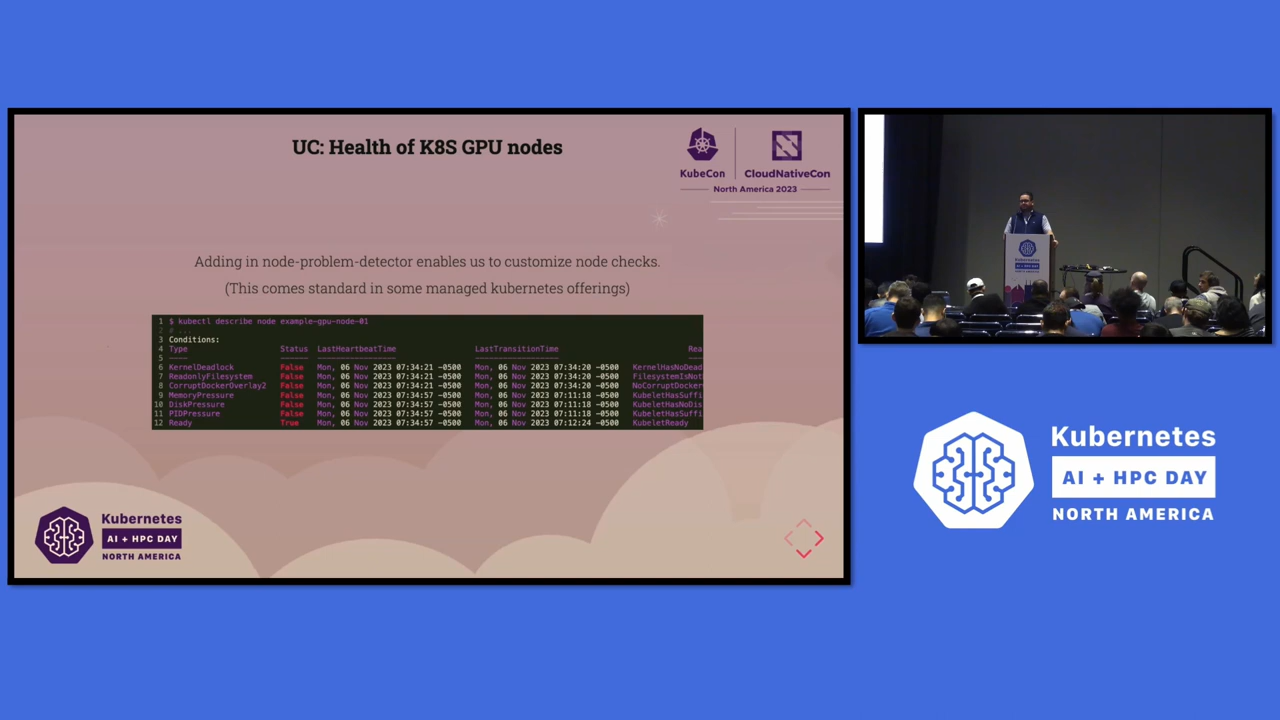 UC: Health of K8S GPU nodes
KubeCon
CloudNativeCon
North America 2023
Adding in node-problem-detector enables us to customize node checks.
(This comes standard in some managed kubernetes offerings)
1 $ kubectl describe node example-gpu-node-01
2 # ...
3 Conditions:
4 Type Status LastHeartbeatTime LastTransitionTime Rea
5 ---- ------ ----------------- ------------------ ---
6 KernelDeadlock False Mon, 06 Nov 2023 07:34:21 -0500 Mon, 06 Nov 2023 07:34:20 -0500 KernelHasNoDead
7 ReadonlyFilesystem False Mon, 06 Nov 2023 07:34:21 -0500 Mon, 06 Nov 2023 07:34:20 -0500 FilesystemIsNot
8 CorruptDockerOverlay2 False Mon, 06 Nov 2023 07:34:21 -0500 Mon, 06 Nov 2023 07:34:20 -0500 NoCorruptDocker
9 MemoryPressure False Mon, 06 Nov 2023 07:34:57 -0500 Mon, 06 Nov 2023 07:11:18 -0500 KubeletHasSuffi
10 DiskPressure False Mon, 06 Nov 2023 07:34:57 -0500 Mon, 06 Nov 2023 07:11:18 -0500 KubeletHasNoDis
11 PIDPressure False Mon, 06 Nov 2023 07:34:57 -0500 Mon, 06 Nov 2023 07:11:18 -0500 KubeletHasSuffi
12 Ready True Mon, 06 Nov 2023 07:34:57 -0500 Mon, 06 Nov 2023 07:12:24 -0500 KubeletReady
Kubernetes
AI + HPC DAY
NORTH AMERICA
Kubernetes
AI + HPC DAY
NORTH AMERICA